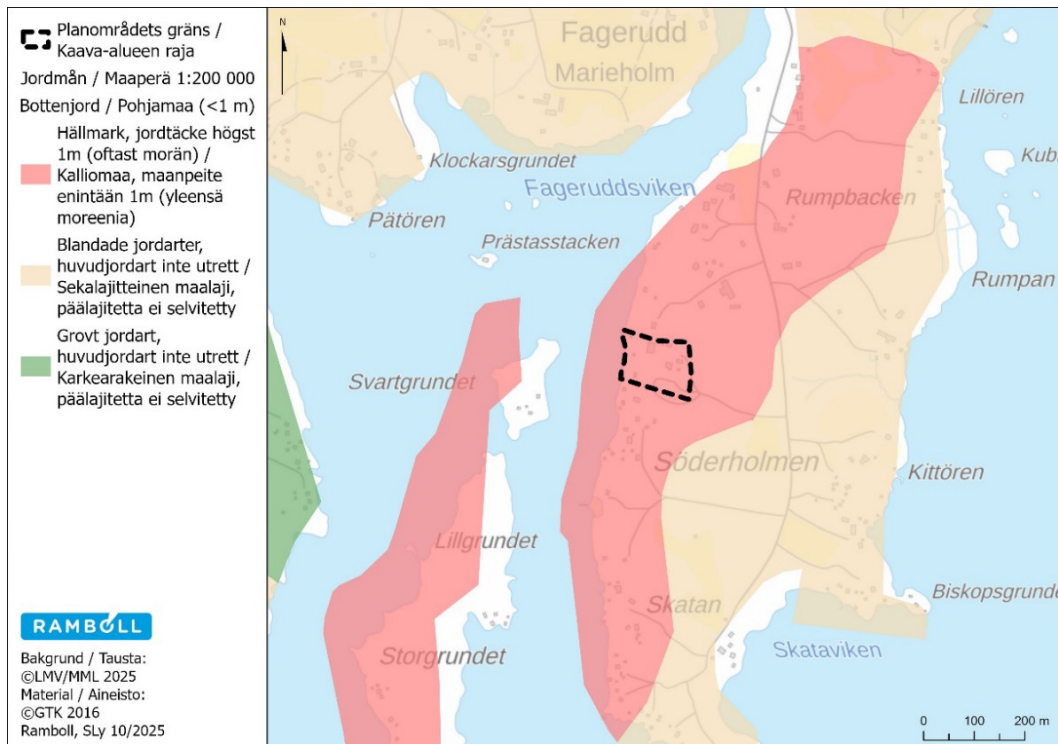 Planområdets gräns /
Kaava-alueen raja
Jordmån / Maaperä 1:200 000
Bottenjord / Pohjamaa (<1 m)
Hällmark, jordtäcke högst
1m (oftast morän) /
Kalliomaa, maanpeite
enintään 1m (yleensä
moreenia)
Blandade jordarter,
huvudjordart inte utrett /
Sekalajitteinen maalaji,
päälajitetta ei selvitetty
Grovt jordart,
huvudjordart inte utrett /
Karkearakeinen maalaji,
päälajitetta ei selvitetty
RAMBOLL
Bakgrund / Tausta:
©LMV/MML 2025
Material / Aineisto:
©GTK 2016
Ramboll, SLy 10/2025
N
Fagerudd
Marieholm
Lillören
Klockarsgrundet
Kub
Fageruddsviken
Rumpbacken
Pätören
Prästasstacken
Rumpan
Svartgrundet
Söderholmen
Kittören
Lillgrundet
Skatan
Biskopsgrunde
Storgrundet
Skataviken
0 100 200 m